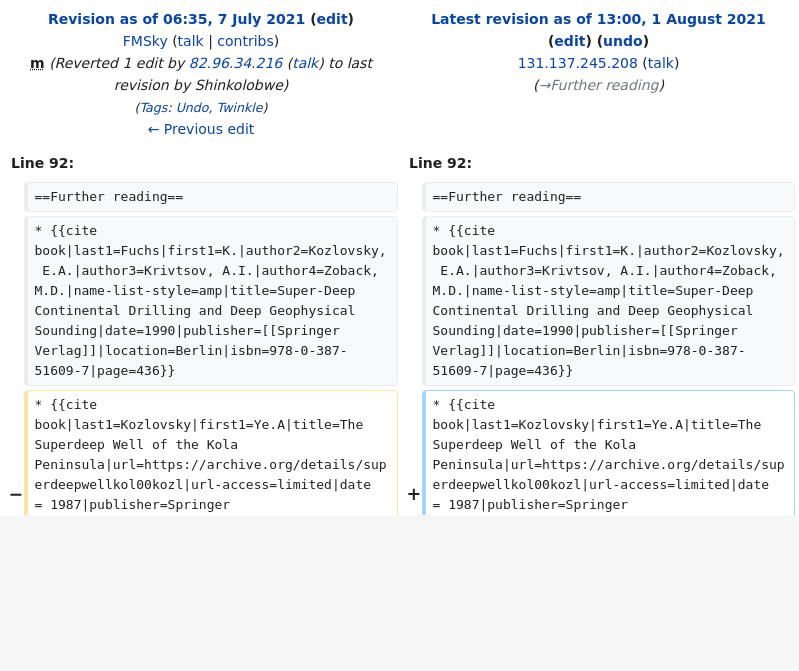 Revision as of 06:35, 7 July 2021 (edit)
FMSky (talk | contribs)
m (Reverted 1 edit by 82.96.34.216 (talk) to last
revision by Shinkolobwe)
(Tags: Undo, Twinkle)
← Previous edit
Latest revision as of 13:00, 1 August 2021
(edit) (undo)
131.137.245.208 (talk)
(→Further reading)
Line 92:
Line 92:
==Further reading==
==Further reading==
* {{cite
book|last1=Fuchs|first1=K.|author2=Kozlovsky,
E.A.|author3=Krivtsov, A.I.|author4=Zoback,
M.D.|name-list-style=amp|title=Super-Deep
Continental Drilling and Deep Geophysical
Sounding|date=1990|publisher=[[Springer
Verlag]]|location=Berlin|isbn=978-0-387-
51609-7|page=436}}
* {{cite
book|last1=Fuchs|first1=K.|author2=Kozlovsky,
E.A.|author3=Krivtsov, A.I.|author4=Zoback,
M.D.|name-list-style=amp|title=Super-Deep
Continental Drilling and Deep Geophysical
Sounding|date=1990|publisher=[[Springer
Verlag]]|location=Berlin|isbn=978-0-387-
51609-7|page=436}}
* {{cite
book|last1=Kozlovsky|first1=Ye.A|title=The
Superdeep Well of the Kola
Peninsula|url=https://archive.org/details/sup
erdeepwellkol00kozl|url-access=limited|date
− = 1987|publisher=Springer
* {{cite
book|last1=Kozlovsky|first1=Ye.A|title=The
Superdeep Well of the Kola
Peninsula|url=https://archive.org/details/sup
erdeepwellkol00kozl|url-access=limited|date
+ = 1987|publisher=Springer